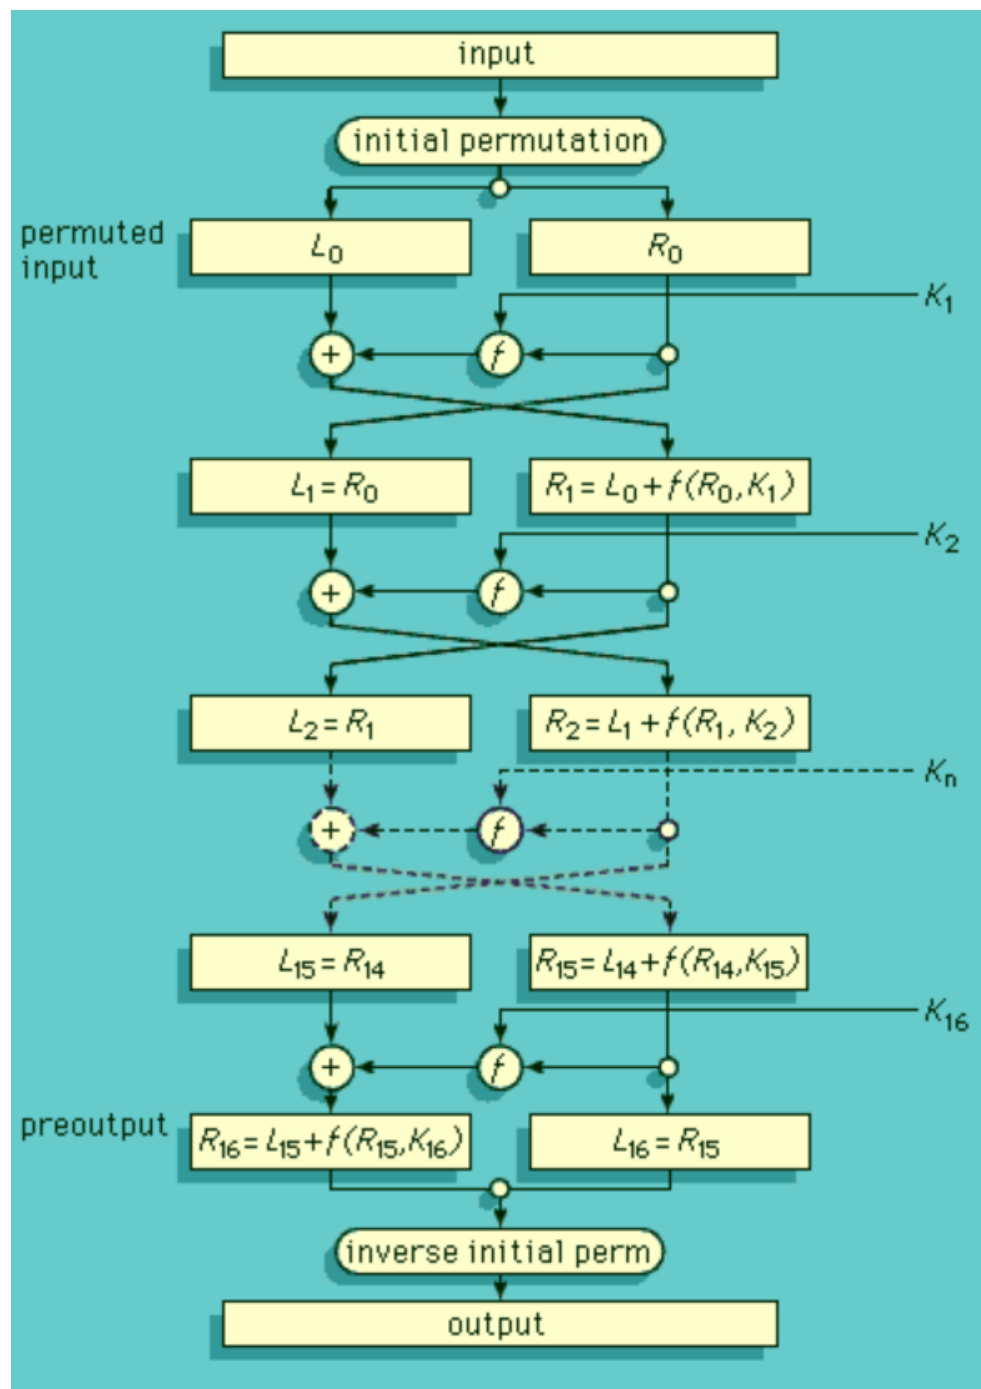 input
initial permutation
permuted
input
L₀
R₀
K₁
+
f
L₁ = R₀
R₁ = L₀ + f(R₀, K₁)
K₂
+
f
L₂ = R₁
R₂ = L₁ + f(R₁, K₂)
Kₙ
+
f
L₁₅ = R₁₄
R₁₅ = L₁₄ + f(R₁₄, K₁₅)
K₁₆
+
f
preoutput
R₁₆ = L₁₅ + f(R₁₅, K₁₆)
L₁₆ = R₁₅
inverse initial perm
output